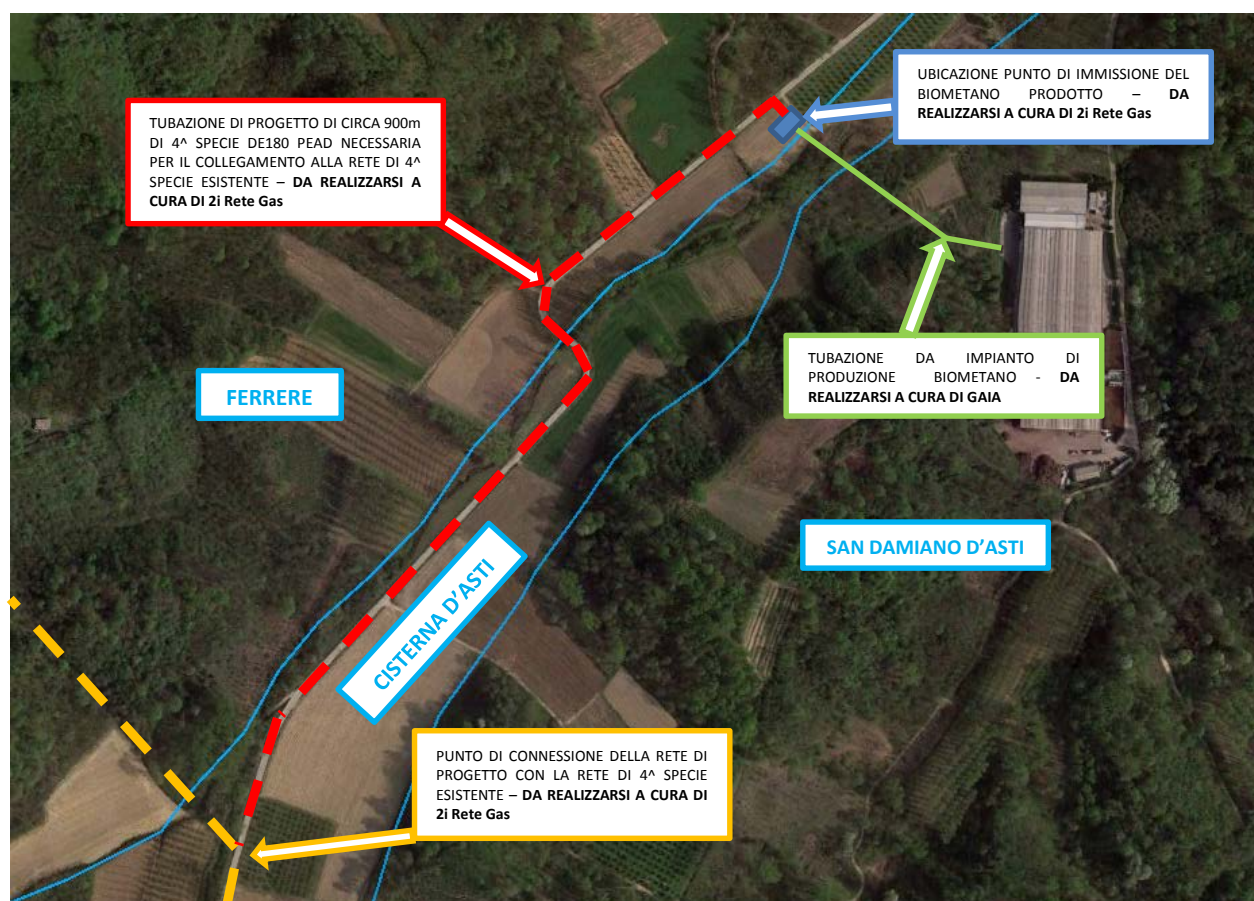 UBICAZIONE PUNTO DI IMMISSIONE DEL
BIOMETANO PRODOTTO – DA
REALIZZARSI A CURA DI 2i Rete Gas
TUBAZIONE DI PROGETTO DI CIRCA 900m
DI 4^ SPECIE DE180 PEAD NECESSARIA
PER IL COLLEGAMENTO ALLA RETE DI 4^
SPECIE ESISTENTE – DA REALIZZARSI A
CURA DI 2i Rete Gas
TUBAZIONE DA IMPIANTO DI
PRODUZIONE BIOMETANO - DA
REALIZZARSI A CURA DI GAIA
FERRERE
SAN DAMIANO D'ASTI
CISTERNA D'ASTI
PUNTO DI CONNESSIONE DELLA RETE DI
PROGETTO CON LA RETE DI 4^ SPECIE
ESISTENTE – DA REALIZZARSI A CURA DI
2i Rete Gas